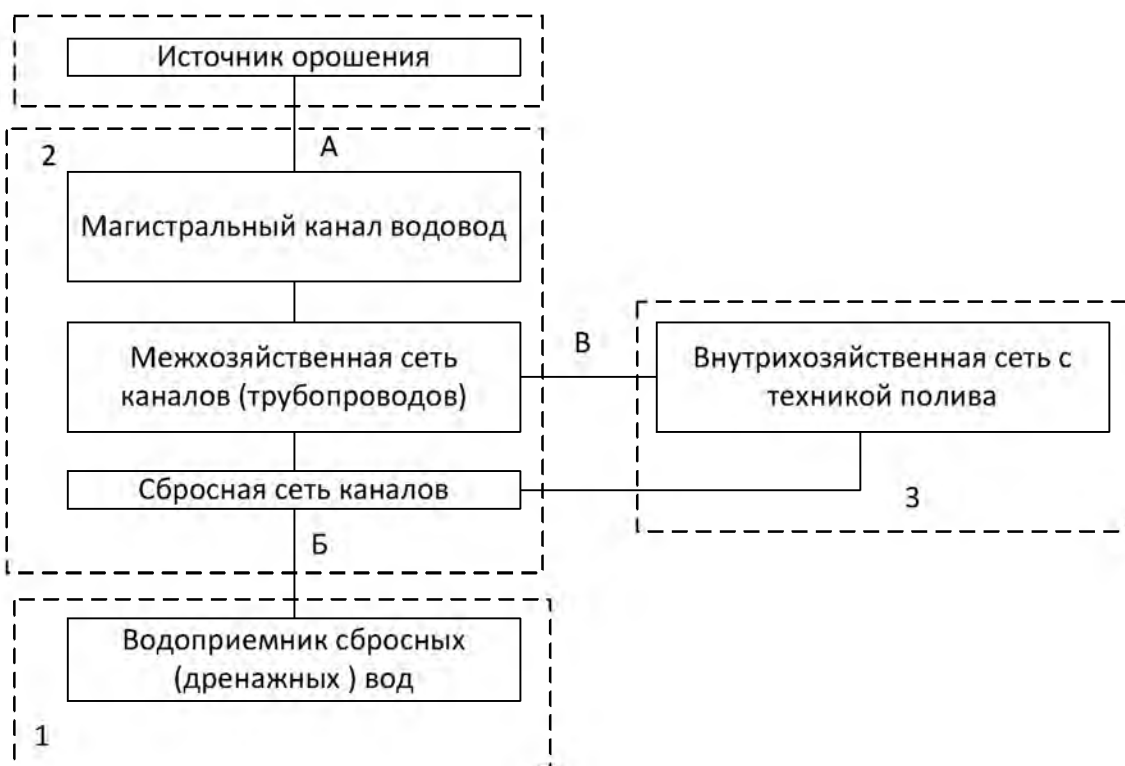 Источник орошения
2
А
Магистральный канал водовод
Межхозяйственная сеть
каналов (трубопроводов)
В
Внутрихозяйственная сеть с
техникой полива
Сбросная сеть каналов
3
Б
Водоприемник сбросных
(дренажных ) вод
1